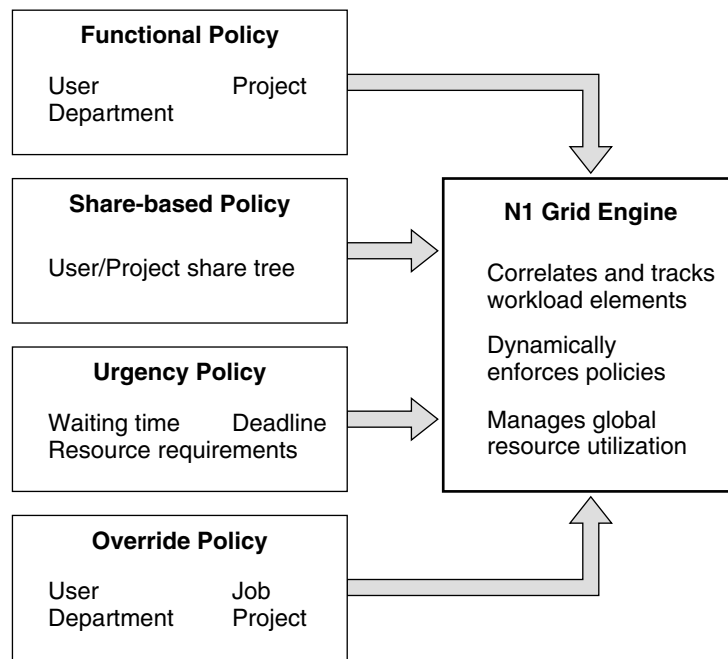 Functional Policy
User Project
Department
Share-based Policy
User/Project share tree
Urgency Policy
Waiting time Deadline
Resource requirements
Override Policy
User Job
Department Project
N1 Grid Engine
Correlates and tracks
workload elements
Dynamically
enforces policies
Manages global
resource utilization